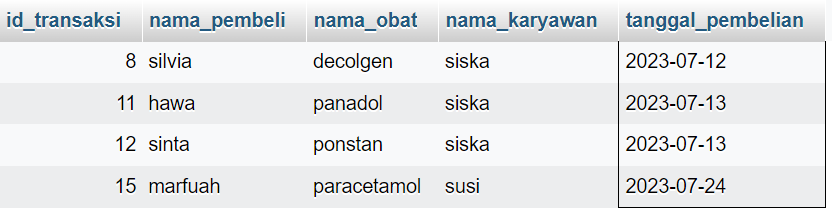 id_transaksi nama_pembeli nama_obat nama_karyawan tanggal_pembelian
8 silvia decolgen siska 2023-07-12
11 hawa panadol siska 2023-07-13
12 sinta ponstan siska 2023-07-13
15 marfuah paracetamol susi 2023-07-24